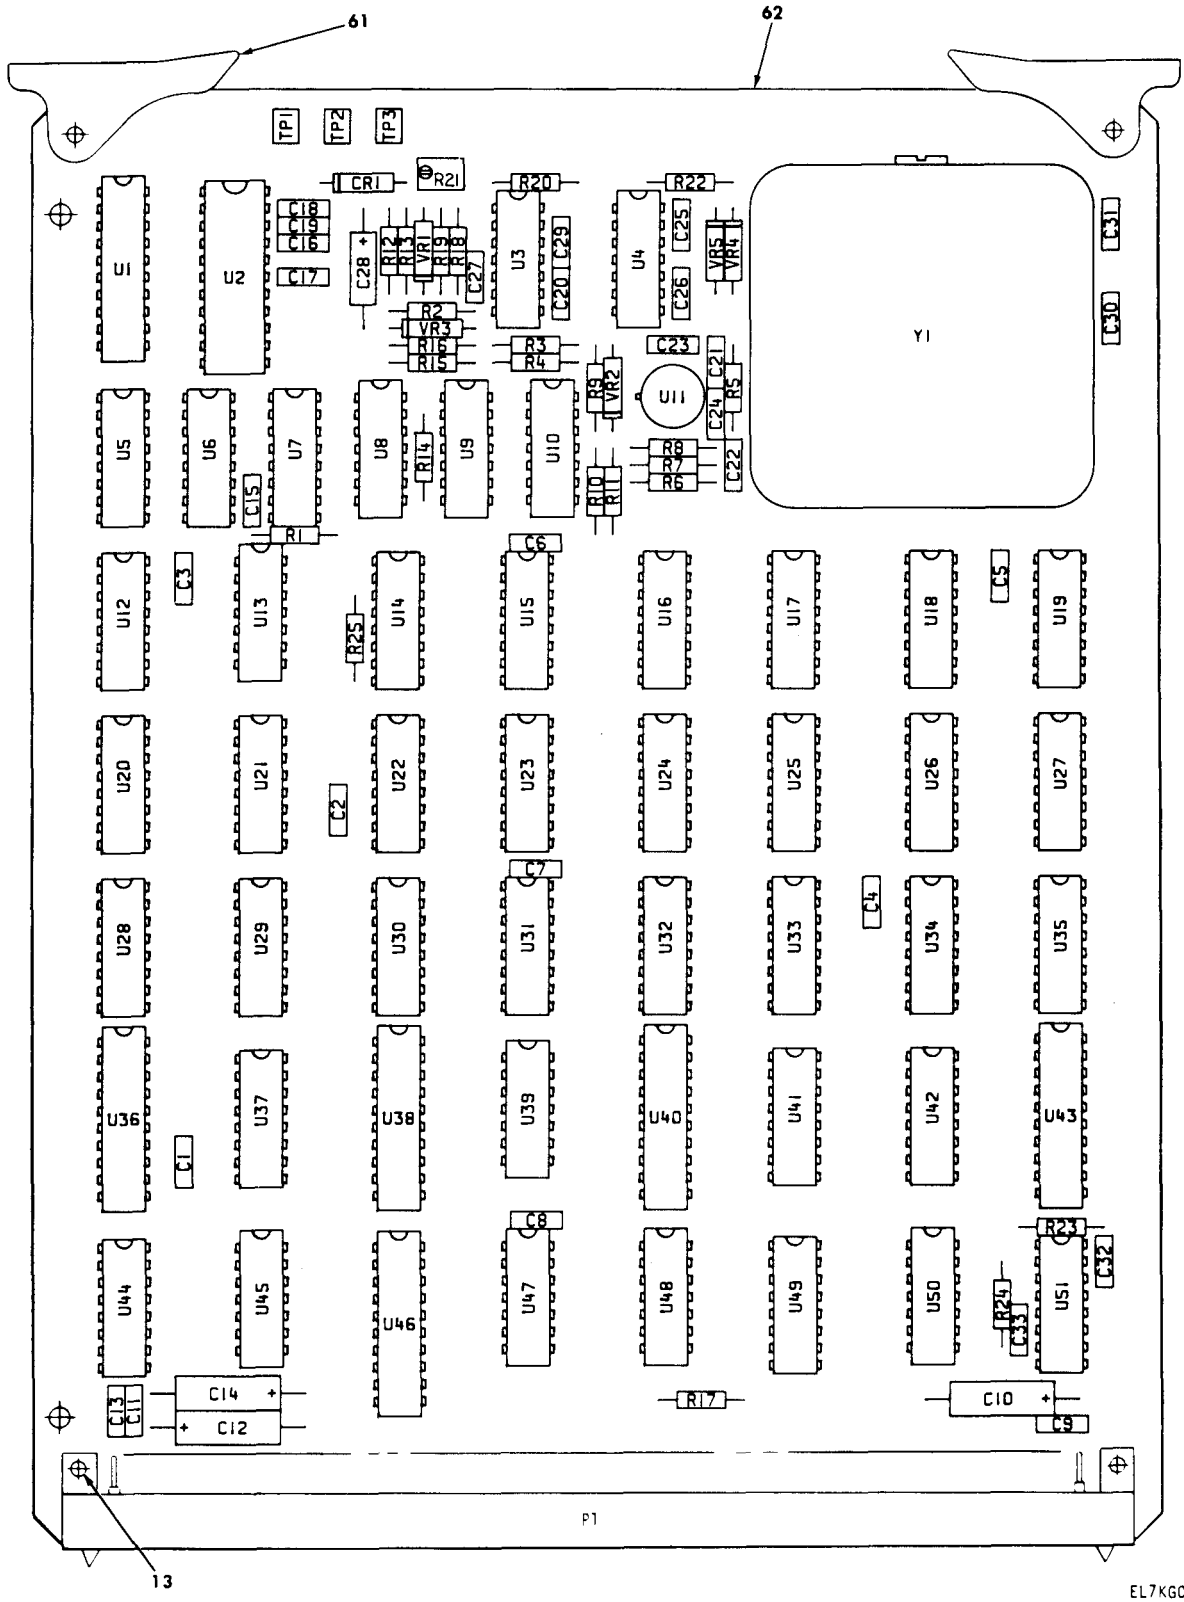 61
62
TP1 TP2 TP3
CR1 R21 R20 R22
U1 U2 C18 C19 C16 C17
C28 + R12 R13 VR1 R19 R18 C27
U3 C29 C20 U4 C25 C26 VR5 VR4
Y1 C31 C30
R2
VR3
R16 R3 C23
R15 R4
R9 VR2 U11 C21 C24 R5
U5 U6 C15 U7 U8 R14 U9 U10
R8
R7
R6
C22
R10 R11
R1 C6
U12 C3 U13 R25 U14 U15 U16 U17 U18 C5 U19
U20 U21 C2 U22 U23 U24 U25 U26 U27
C7
U28 U29 U30 U31 U32 U33 C4 U34 U35
U36 C1 U37 U38 U39 U40 U41 U42 U43
C8 R23
U44 U45 U46 U47 U48 U49 U50 R24 C33 U51 C32
C13 C11 C14 + R17 C10 +
+ C12 C9
P1
13
EL7KG0